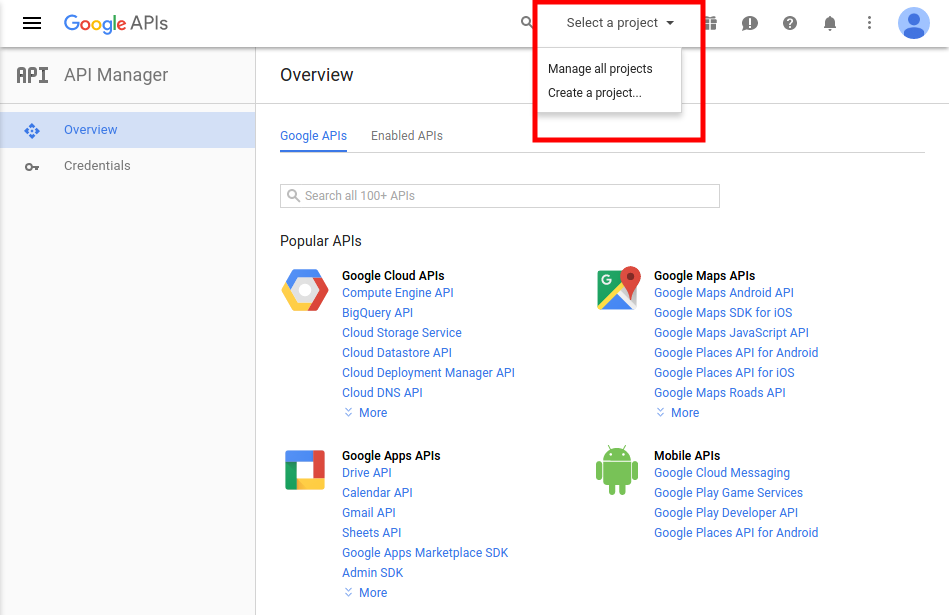 Google APIs
Select a project
Manage all projects
Create a project...
API API Manager
Overview
Credentials
Overview
Google APIs Enabled APIs
Search all 100+ APIs
Popular APIs
Google Cloud APIs
Compute Engine API
BigQuery API
Cloud Storage Service
Cloud Datastore API
Cloud Deployment Manager API
Cloud DNS API
More
Google Maps APIs
Google Maps Android API
Google Maps SDK for iOS
Google Maps JavaScript API
Google Places API for Android
Google Places API for iOS
Google Maps Roads API
More
Google Apps APIs
Drive API
Calendar API
Gmail API
Sheets API
Google Apps Marketplace SDK
Admin SDK
More
Mobile APIs
Google Cloud Messaging
Google Play Game Services
Google Play Developer API
Google Places API for Android